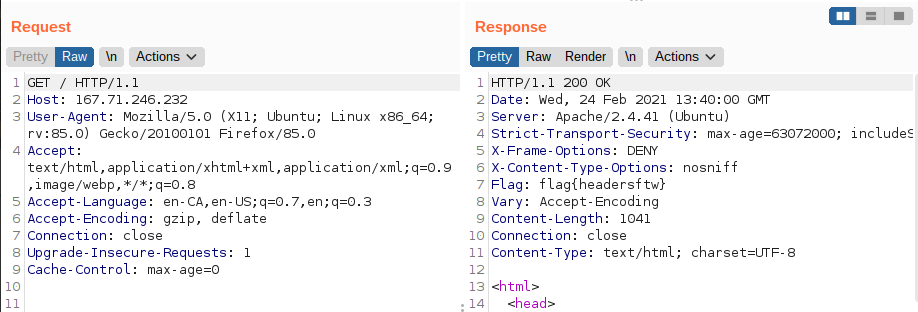 Request
Pretty Raw \n Actions
1 GET / HTTP/1.1
2 Host: 167.71.246.232
3 User-Agent: Mozilla/5.0 (X11; Ubuntu; Linux x86_64;
rv:85.0) Gecko/20100101 Firefox/85.0
4 Accept:
text/html,application/xhtml+xml,application/xml;q=0.9
,image/webp,*/*;q=0.8
5 Accept-Language: en-CA,en-US;q=0.7,en;q=0.3
6 Accept-Encoding: gzip, deflate
7 Connection: close
8 Upgrade-Insecure-Requests: 1
9 Cache-Control: max-age=0
10
11
Response
Pretty Raw Render \n Actions
1 HTTP/1.1 200 OK
2 Date: Wed, 24 Feb 2021 13:40:00 GMT
3 Server: Apache/2.4.41 (Ubuntu)
4 Strict-Transport-Security: max-age=63072000; includeS
5 X-Frame-Options: DENY
6 X-Content-Type-Options: nosniff
7 Flag: flag{headersftw}
8 Vary: Accept-Encoding
9 Content-Length: 1041
10 Connection: close
11 Content-Type: text/html; charset=UTF-8
12
13 <html>
14 <head>